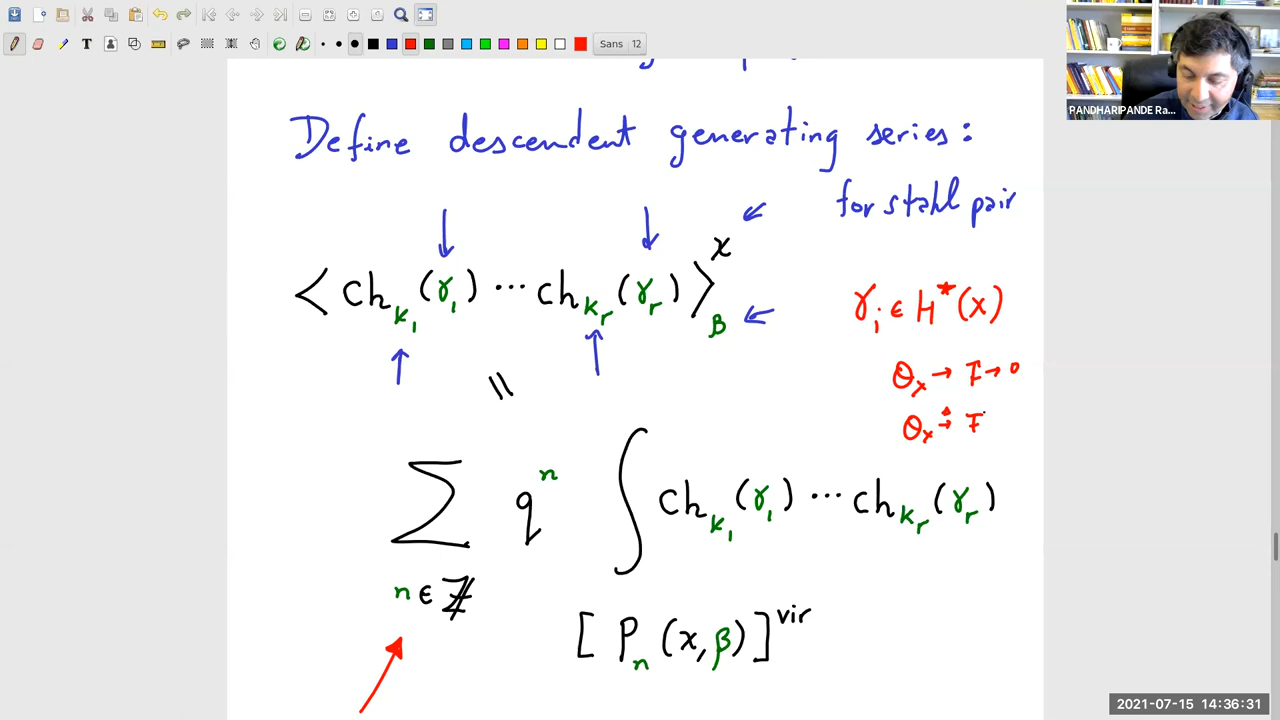 Sans 12
PANDHARIPANDE Ra...
Define descendent generating series:
for stabl pair
< ch_{k_1}(γ_1) ··· ch_{k_r}(γ_r) >_β^X
γ_i ∈ H*(X)
O_X → F → 0
O_X →^s F
||
∑_{n∈ℤ} q^n ∫ ch_{k_1}(γ_1) ··· ch_{k_r}(γ_r)
[P_n(X,β)]^{vir}
2021-07-15 14:36:31